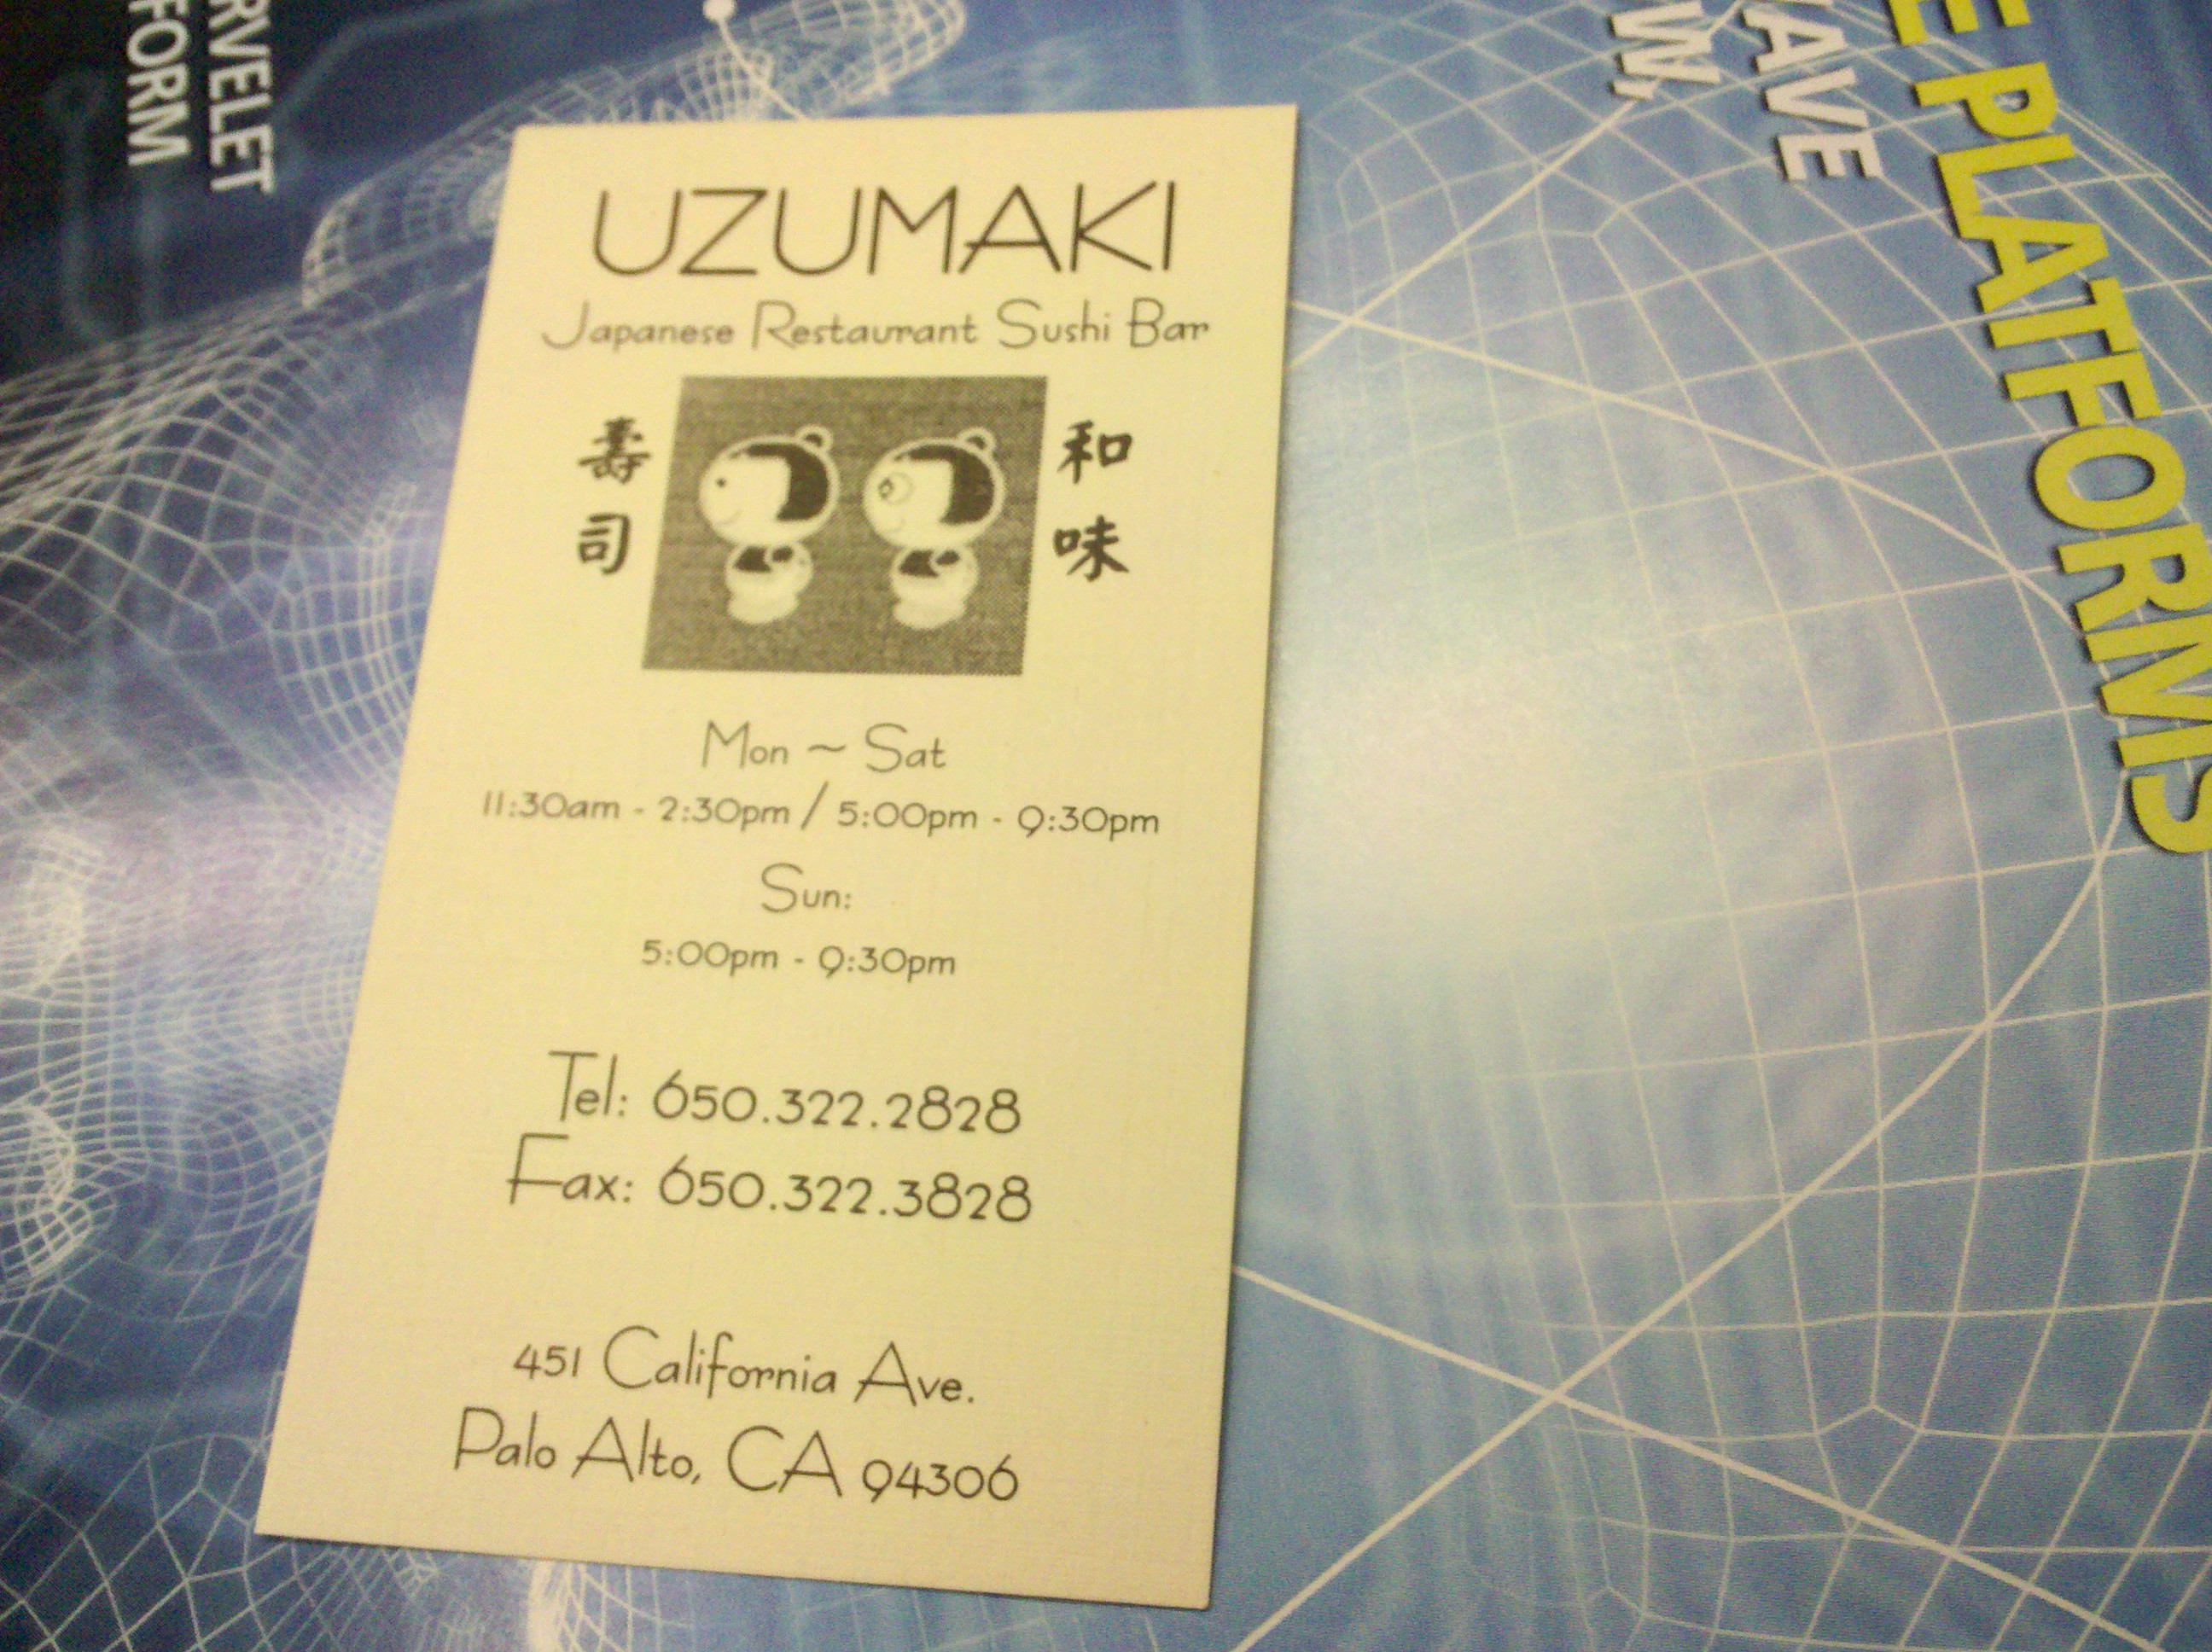 UZUMAKI
Japanese Restaurant Sushi Bar
壽司
和味
Mon ~ Sat
11:30am - 2:30pm / 5:00pm - 9:30pm
Sun:
5:00pm - 9:30pm
Tel: 650.322.2828
Fax: 650.322.3828
451 California Ave.
Palo Alto, CA 94306
RVELET
FORM
E PLATFORMS
AVE
W,